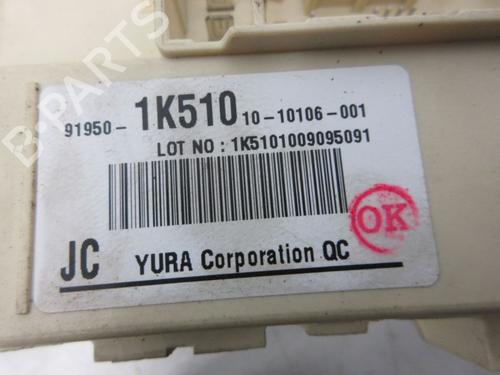 B-PARTS
91950- 1K510 10-10106-001
LOT NO : 1K5101009095091
OK
JC YURA Corporation QC